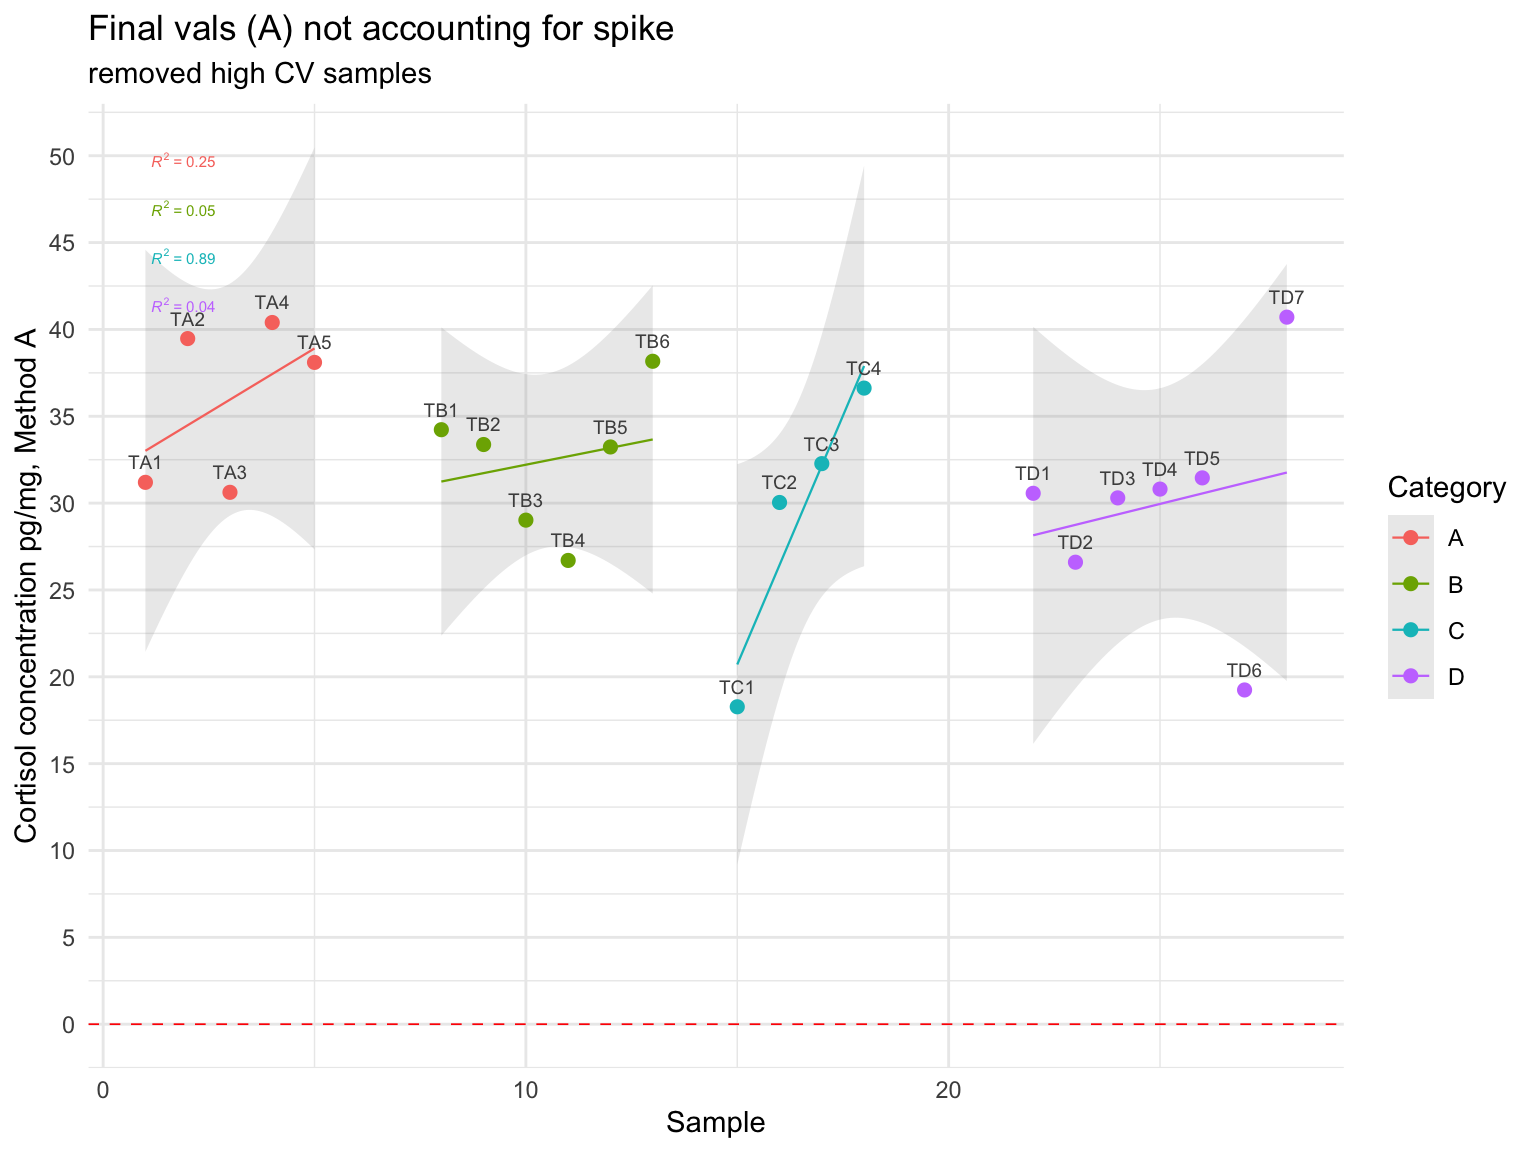 Final vals (A) not accounting for spike
removed high CV samples
Cortisol concentration pg/mg, Method A
50
45
40
35
30
25
20
15
10
5
0
R² = 0.25
R² = 0.05
R² = 0.89
R² = 0.04
TA1
TA2
TA3
TA4
TA5
TB1
TB2
TB3
TB4
TB5
TB6
TC1
TC2
TC3
TC4
TD1
TD2
TD3
TD4
TD5
TD6
TD7
0
10
20
Sample
Category
A
B
C
D